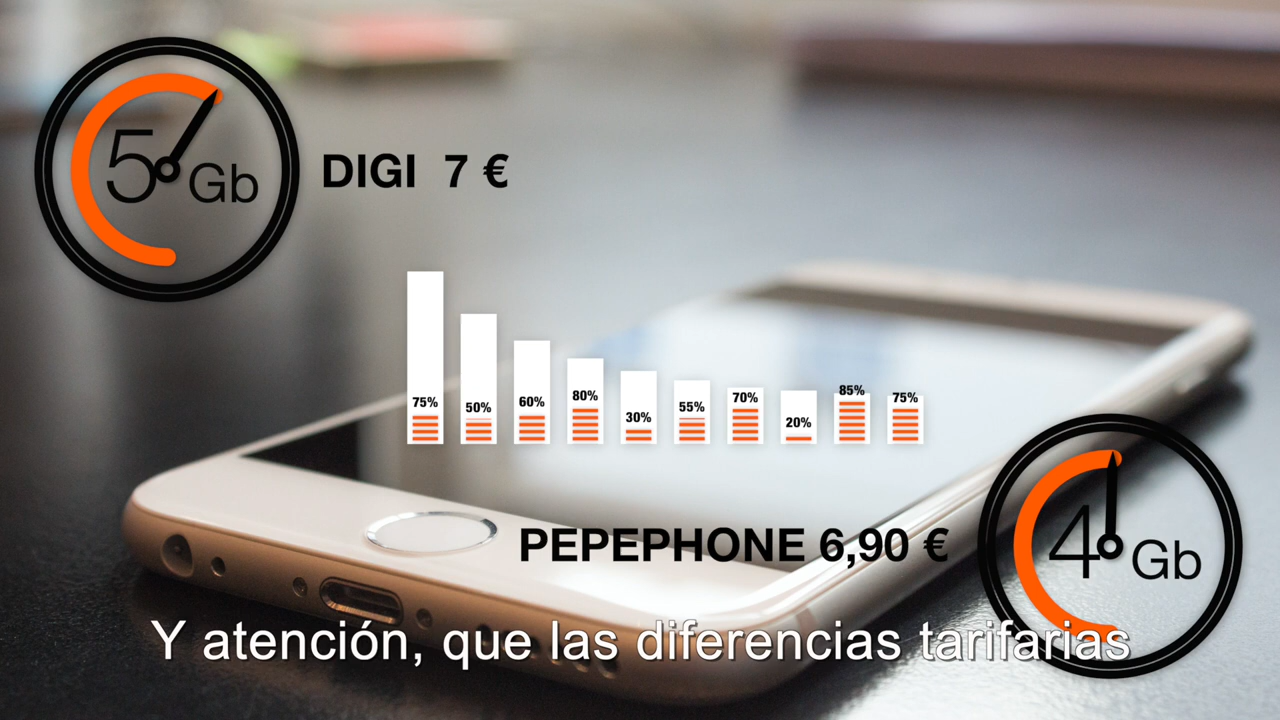 5 Gb
DIGI 7 €
75% 50% 60% 80% 30% 55% 70% 20% 85% 75%
PEPEPHONE 6,90 €
4 Gb
Y atención, que las diferencias tarifarias